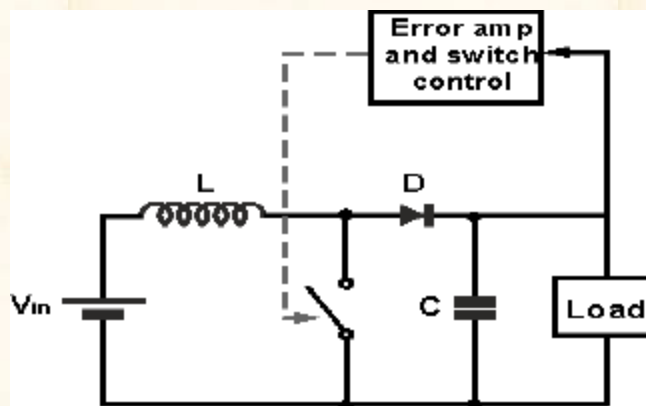 Error amp
and switch
control
L
D
Vin
C
Load